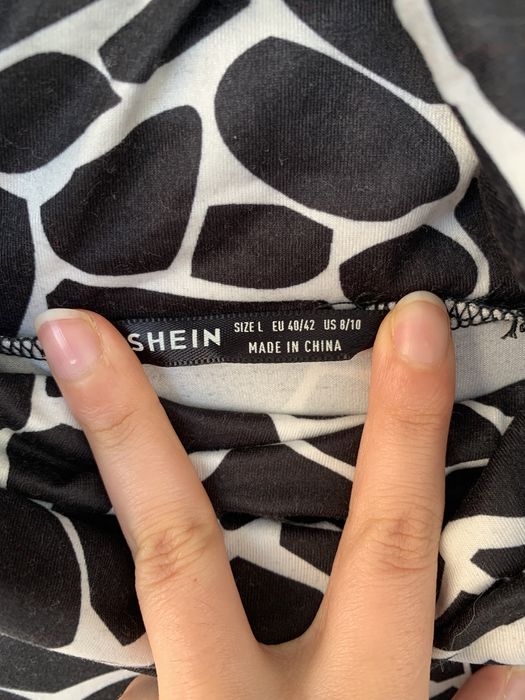 SHEIN
SIZE L EU 40/42 US 8/10
MADE IN CHINA